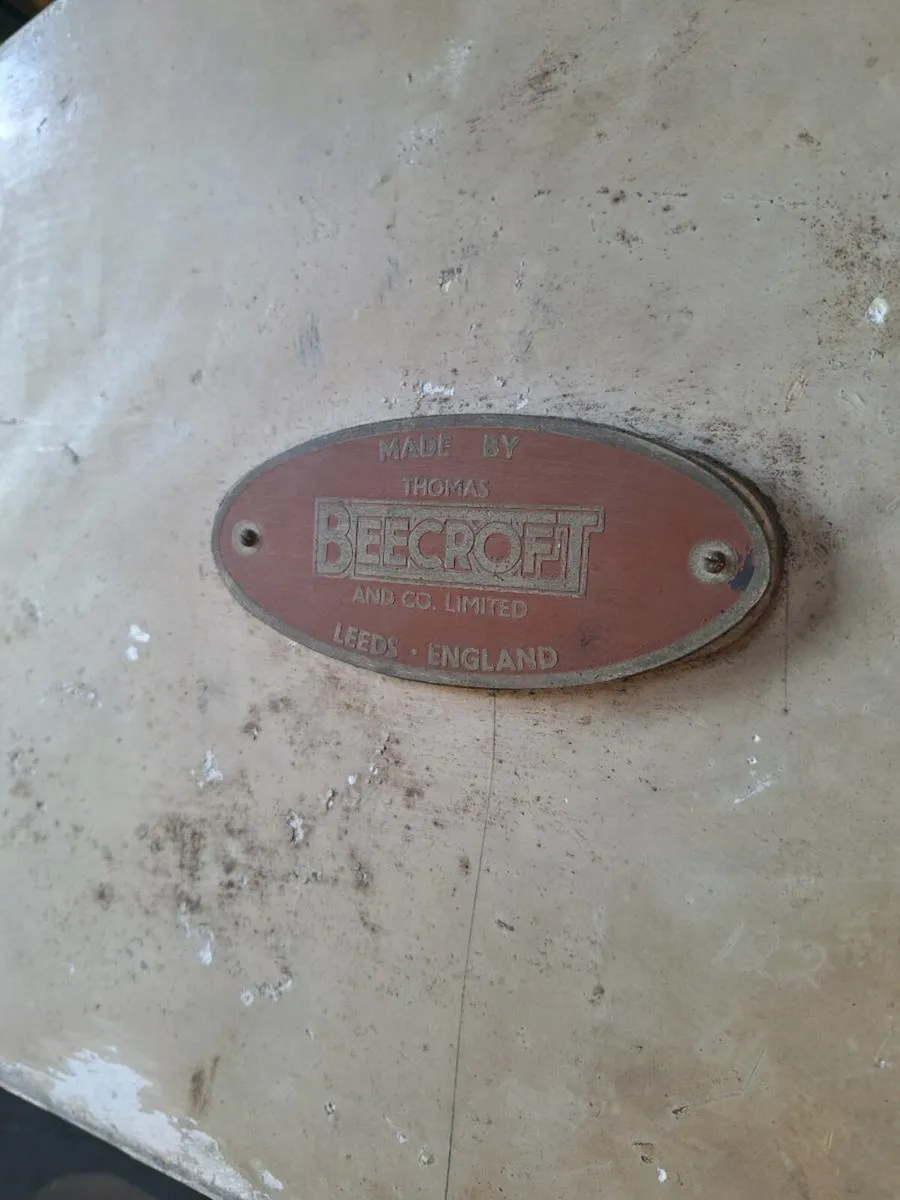 MADE BY
THOMAS
BEECROFT
AND CO. LIMITED
LEEDS · ENGLAND